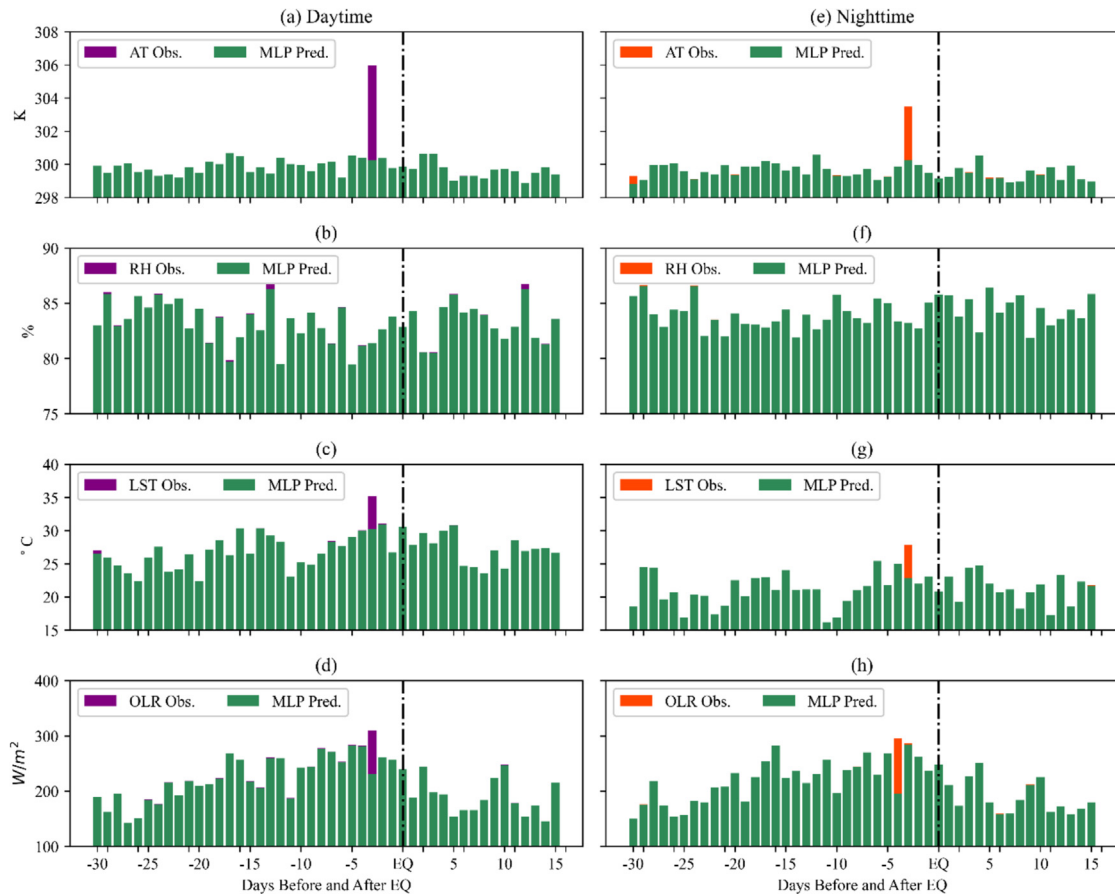 (a) Daytime
308
306
304
302
300
298
K
AT Obs. MLP Pred.
(e) Nighttime
AT Obs. MLP Pred.
(b)
90
85
80
75
%
RH Obs. MLP Pred.
(f)
RH Obs. MLP Pred.
(c)
40
35
30
25
20
15
°C
LST Obs. MLP Pred.
(g)
LST Obs. MLP Pred.
(d)
400
300
200
100
W/m²
OLR Obs. MLP Pred.
-30 -25 -20 -15 -10 -5 EQ 5 10 15
Days Before and After EQ
(h)
OLR Obs. MLP Pred.
-30 -25 -20 -15 -10 -5 EQ 5 10 15
Days Before and After EQ